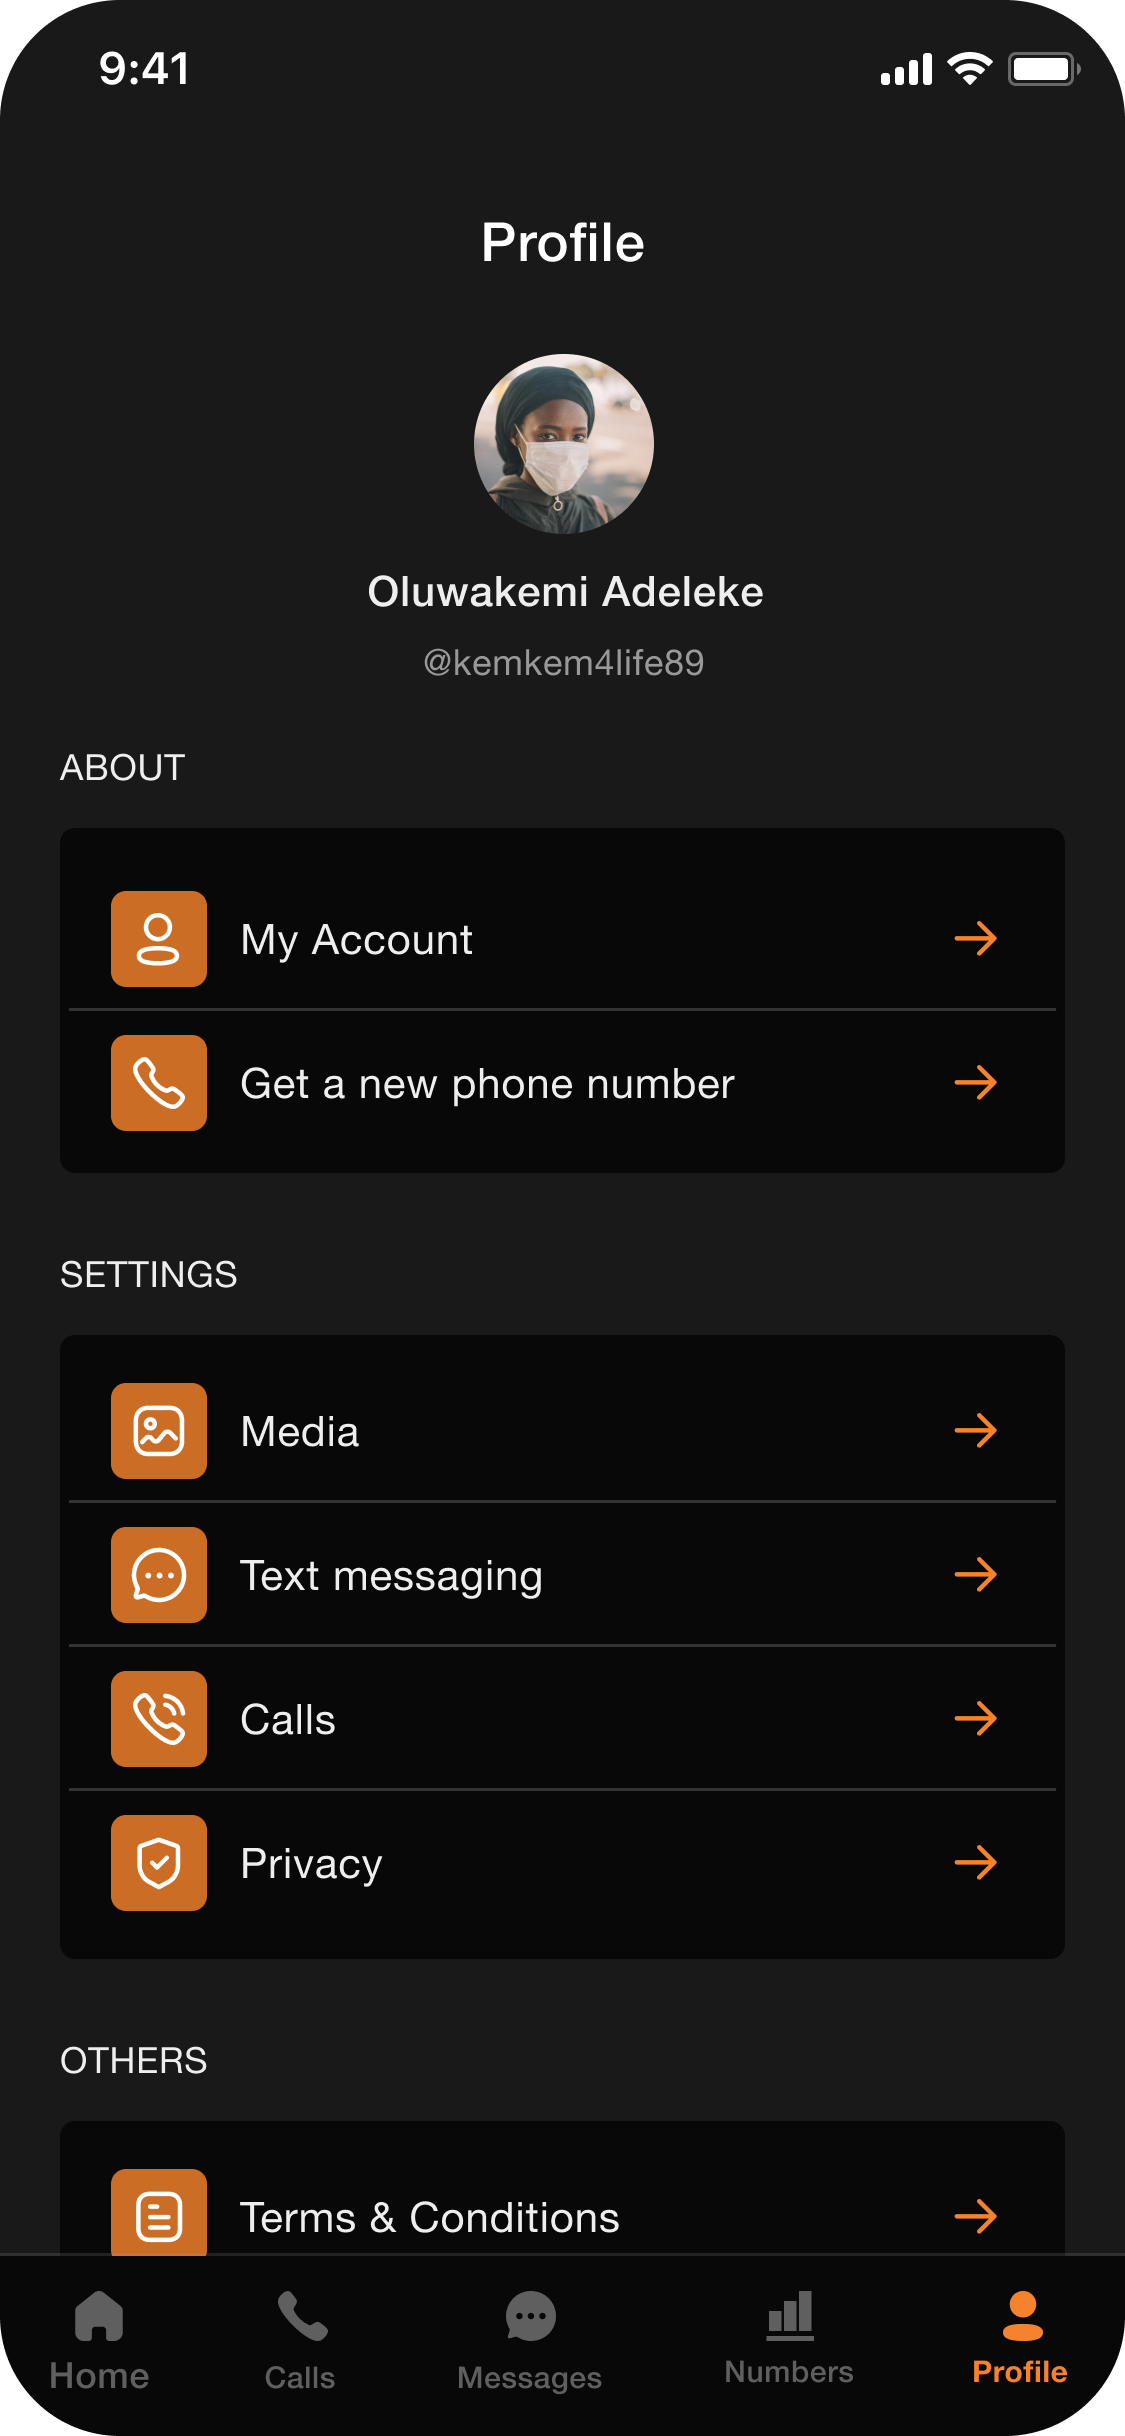 9:41
Profile
Oluwakemi Adeleke
@kemkem4life89
ABOUT
My Account
Get a new phone number
SETTINGS
Media
Text messaging
Calls
Privacy
OTHERS
Terms & Conditions
Home
Calls
Messages
Numbers
Profile